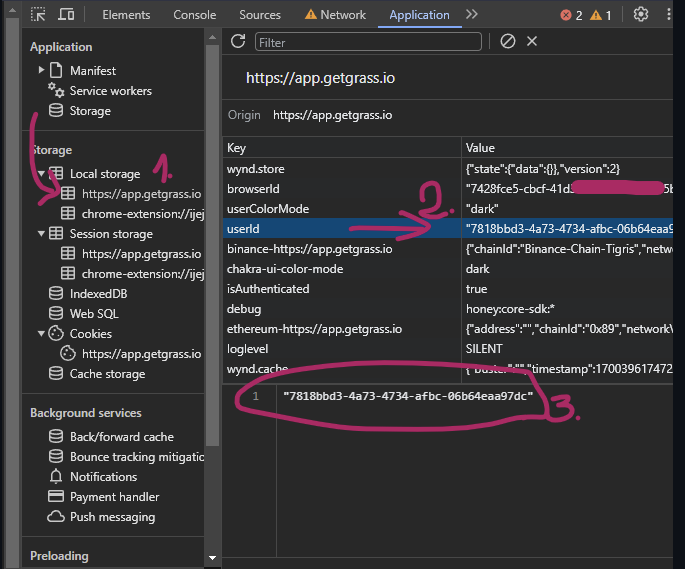 Elements Console Sources Network Application 2 1
Application
Manifest
Service workers
Storage
Storage
Local storage
https://app.getgrass.io
chrome-extension://ijej
Session storage
https://app.getgrass.io
chrome-extension://ijej
IndexedDB
Web SQL
Cookies
https://app.getgrass.io
Cache storage
Background services
Back/forward cache
Bounce tracking mitigatio
Notifications
Payment handler
Push messaging
Preloading
1.
Filter
https://app.getgrass.io
Origin https://app.getgrass.io
Key Value
wynd.store {"state":{"data":{}},"version":2}
browserId "7428fce5-cbcf-41d
userColorMode "dark"
2.
userId "7818bbd3-4a73-4734-afbc-06b64eaa9
binance-https://app.getgrass.io {"chainId":"Binance-Chain-Tigris","netwo
chakra-ui-color-mode dark
isAuthenticated true
debug honey:core-sdk:*
ethereum-https://app.getgrass.io {"address":"","chainId":"0x89","networkV
loglevel SILENT
wynd.cache {"buster":"","timestamp":170039617472
1 "7818bbd3-4a73-4734-afbc-06b64eaa97dc"
3.